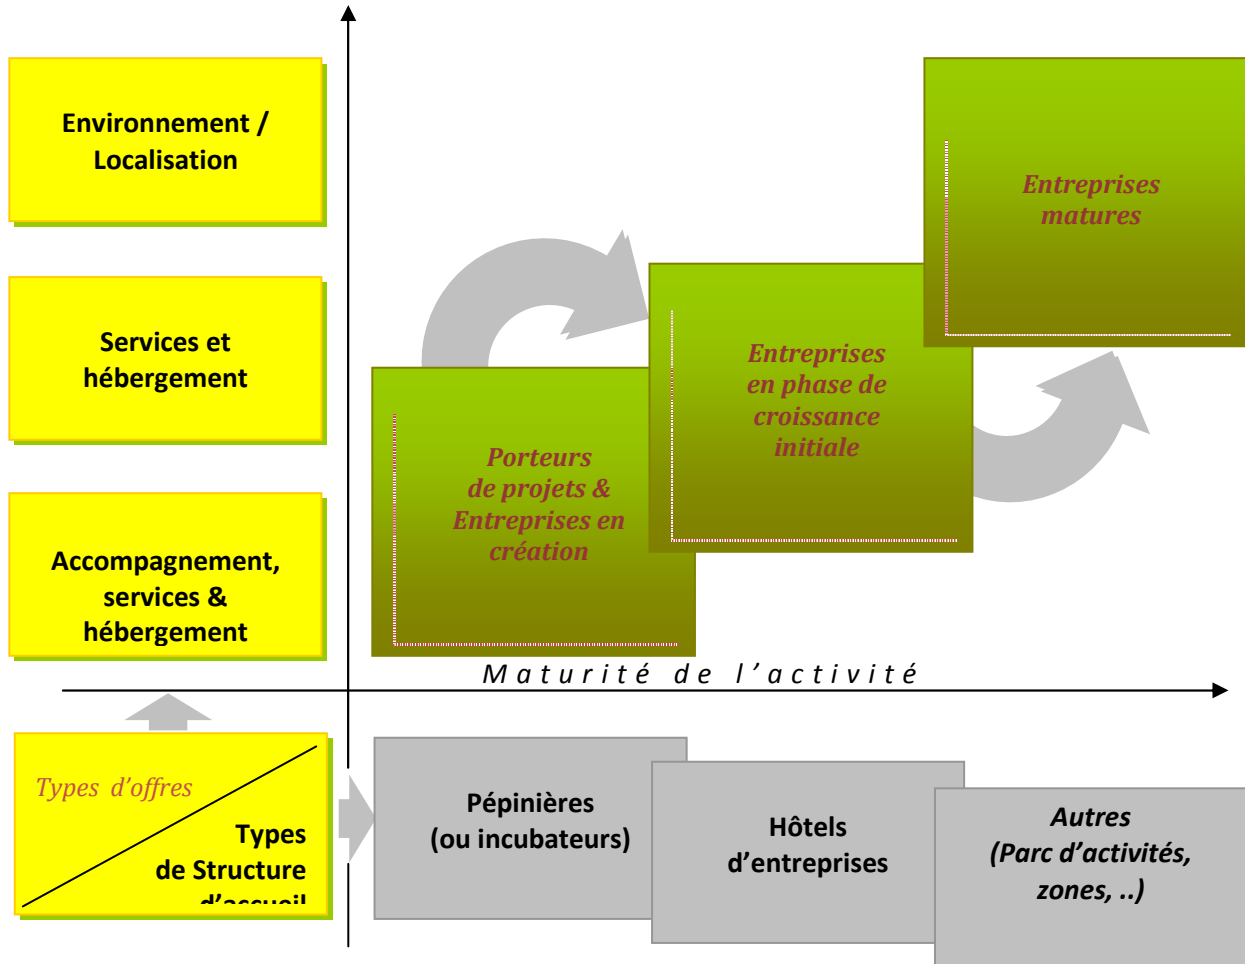 Environnement /
Localisation
Services et
hébergement
Accompagnement,
services &
hébergement
Entreprises
matures
Entreprises
en phase de
croissance
initiale
Porteurs
de projets &
Entreprises en
création
Maturité de l'activité
Types d'offres
Types
de Structure
d'accueil
Pépinières
(ou incubateurs)
Hôtels
d'entreprises
Autres
(Parc d'activités,
zones, ..)